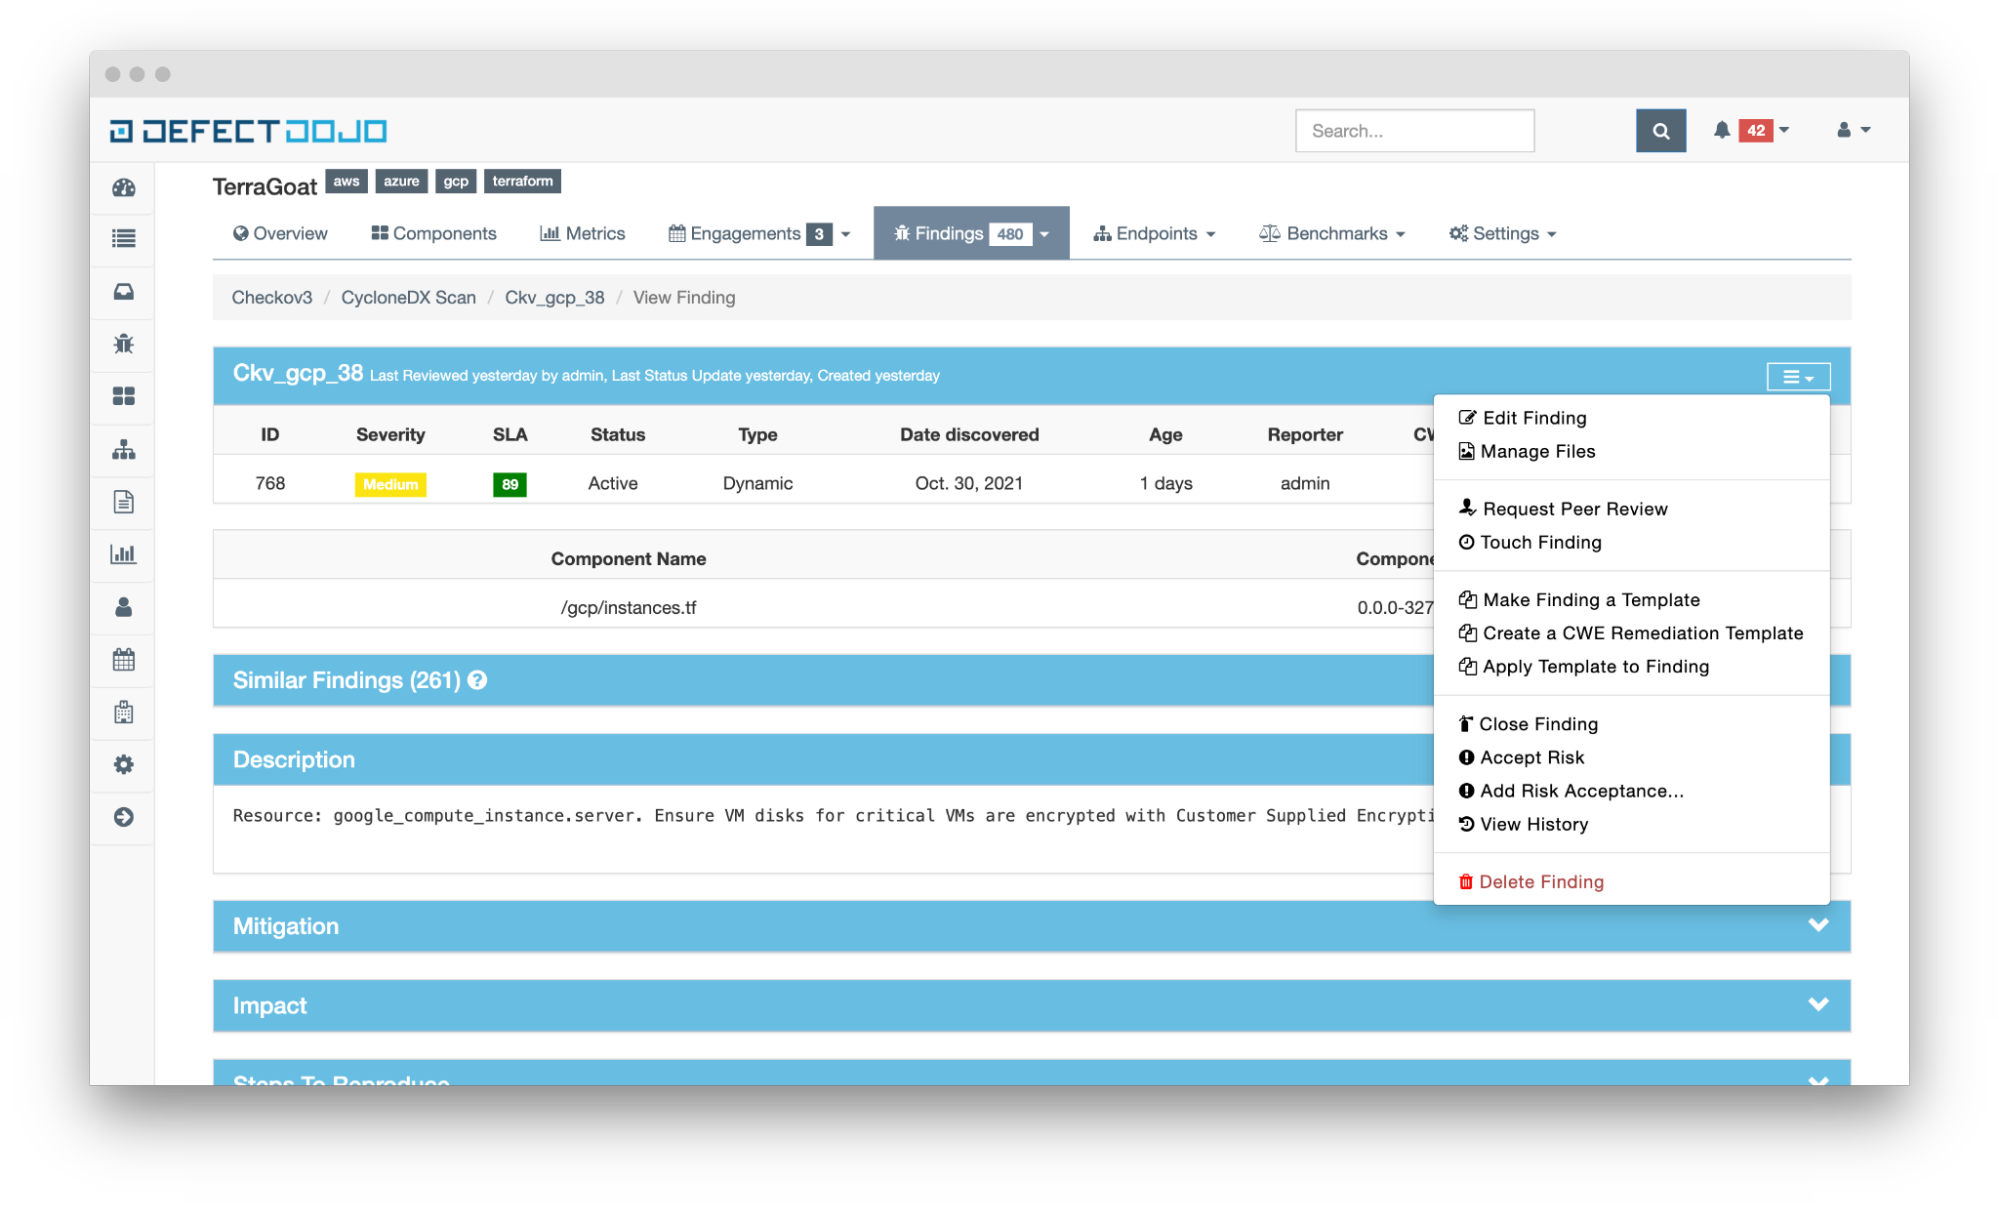 DEFECTDOJO
Search...
42
TerraGoat aws azure gcp terraform
Overview Components Metrics Engagements 3 Findings 480 Endpoints Benchmarks Settings
Checkov3 / CycloneDX Scan / Ckv_gcp_38 / View Finding
Ckv_gcp_38 Last Reviewed yesterday by admin, Last Status Update yesterday, Created yesterday
ID Severity SLA Status Type Date discovered Age Reporter
768 Medium 89 Active Dynamic Oct. 30, 2021 1 days admin
Component Name
/gcp/instances.tf 0.0.0-327
Similar Findings (261)
Description
Resource: google_compute_instance.server. Ensure VM disks for critical VMs are encrypted with Customer Supplied Encrypti
Mitigation
Impact
Steps To Reproduce
Edit Finding
Manage Files
Request Peer Review
Touch Finding
Make Finding a Template
Create a CWE Remediation Template
Apply Template to Finding
Close Finding
Accept Risk
Add Risk Acceptance...
View History
Delete Finding